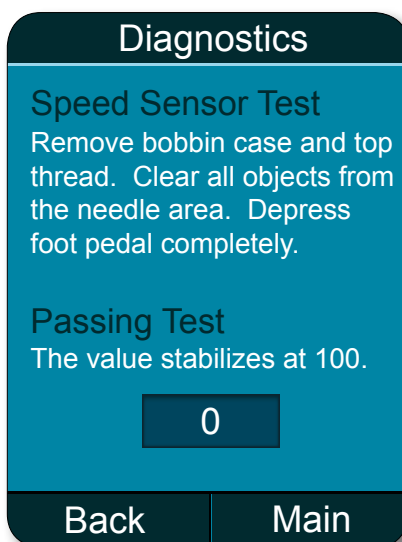 Diagnostics
Speed Sensor Test
Remove bobbin case and top
thread.  Clear all objects from
the needle area.  Depress
foot pedal completely.
Passing Test
The value stabilizes at 100.
0
Back
Main